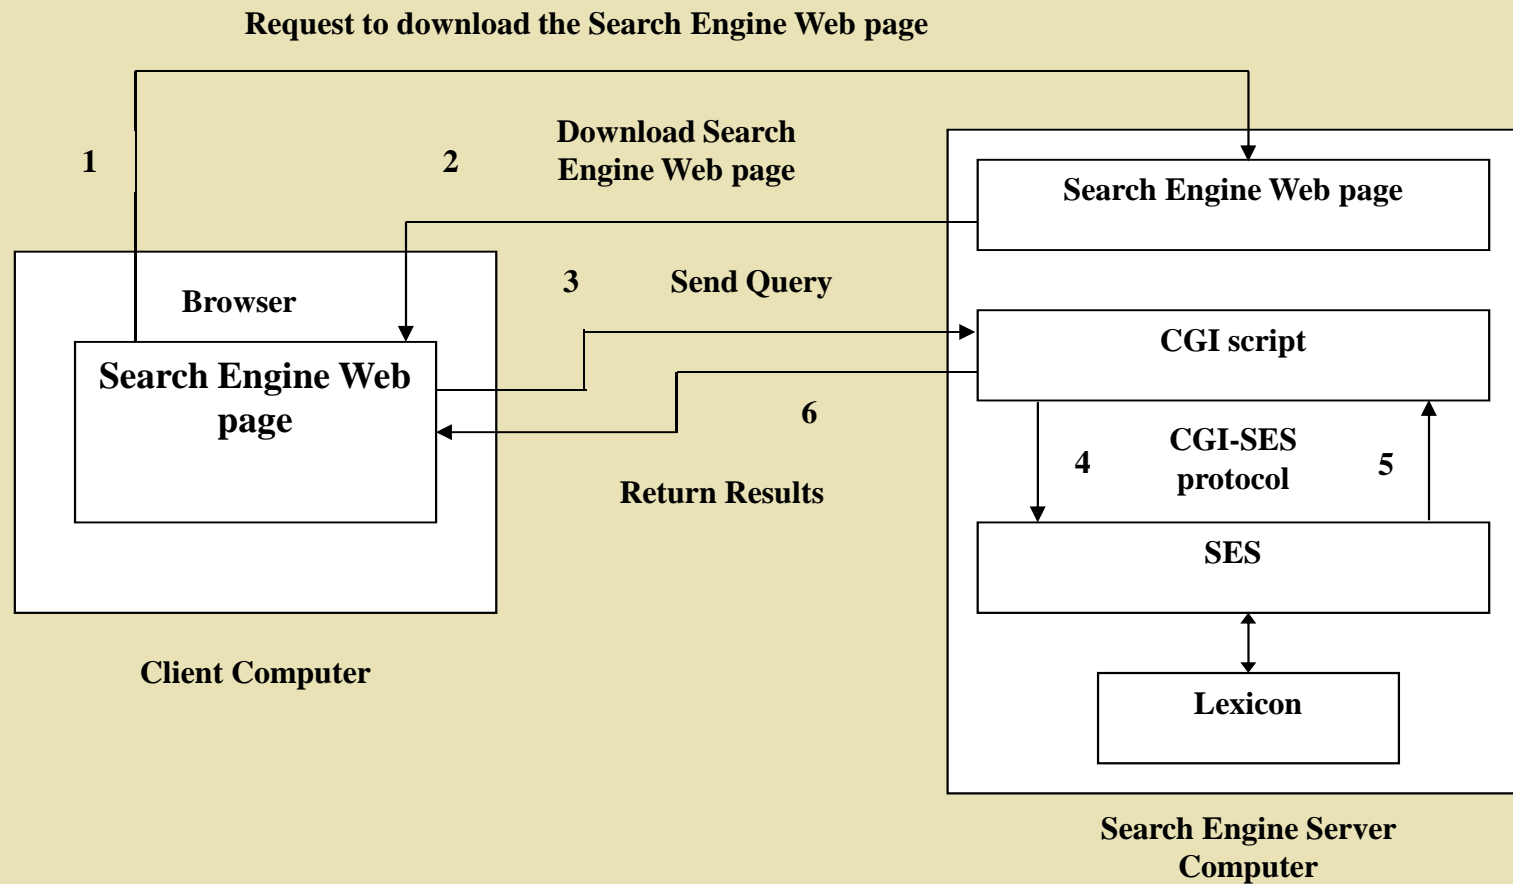 Request to download the Search Engine Web page
1
2
Download Search
Engine Web page
Search Engine Web page
Browser
3
Send Query
Search Engine Web
page
CGI script
6
Return Results
4
CGI-SES
protocol
5
SES
Client Computer
Lexicon
Search Engine Server
Computer